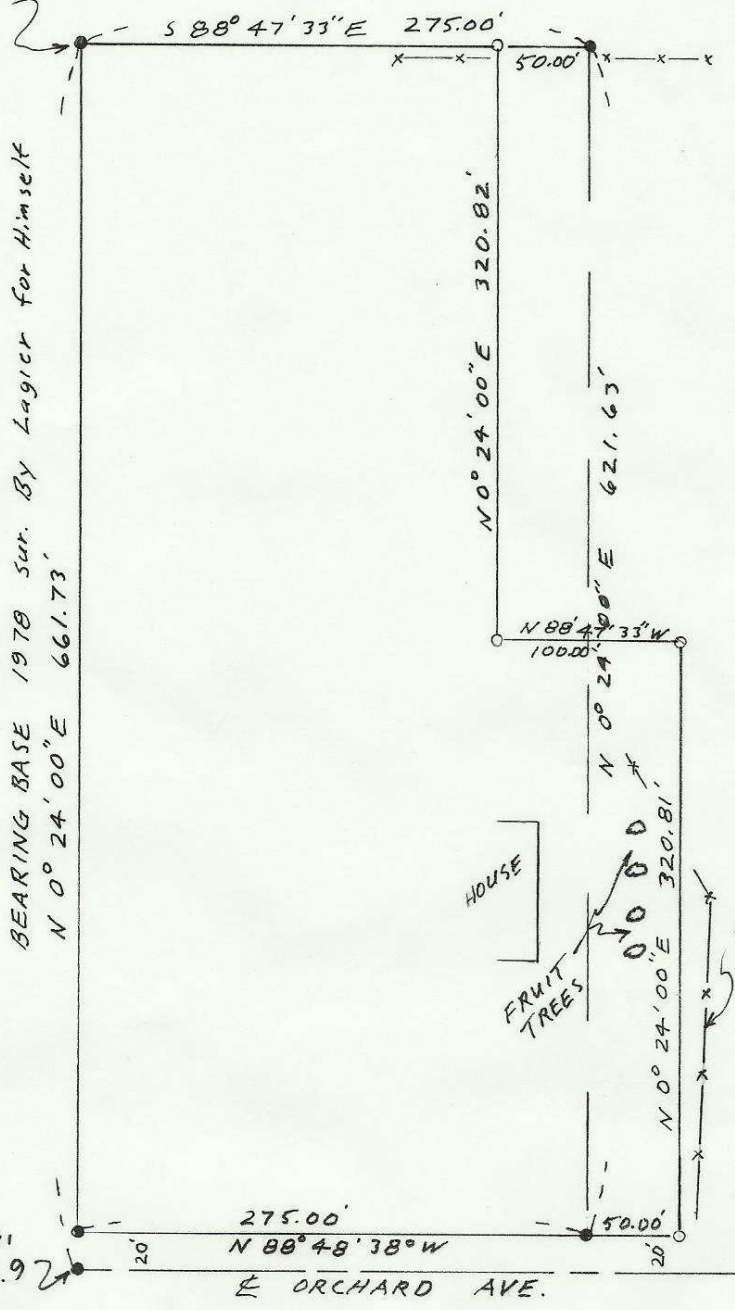 S 88° 47' 33" E 275.00'
50.00'
BEARING BASE 1978 Sur. By Lagier for Himself
N 0° 24' 00" E 661.73'
N 0° 24' 00" E 320.82'
N 0° 24' 00" E 621.63'
N 88° 47' 33" W
100.00'
HOUSE
FRUIT
TREES
N 0° 24' 00" E 320.81'
275.00'
50.00'
N 88° 48' 38° W
20'
20'
.97
℄ ORCHARD AVE.